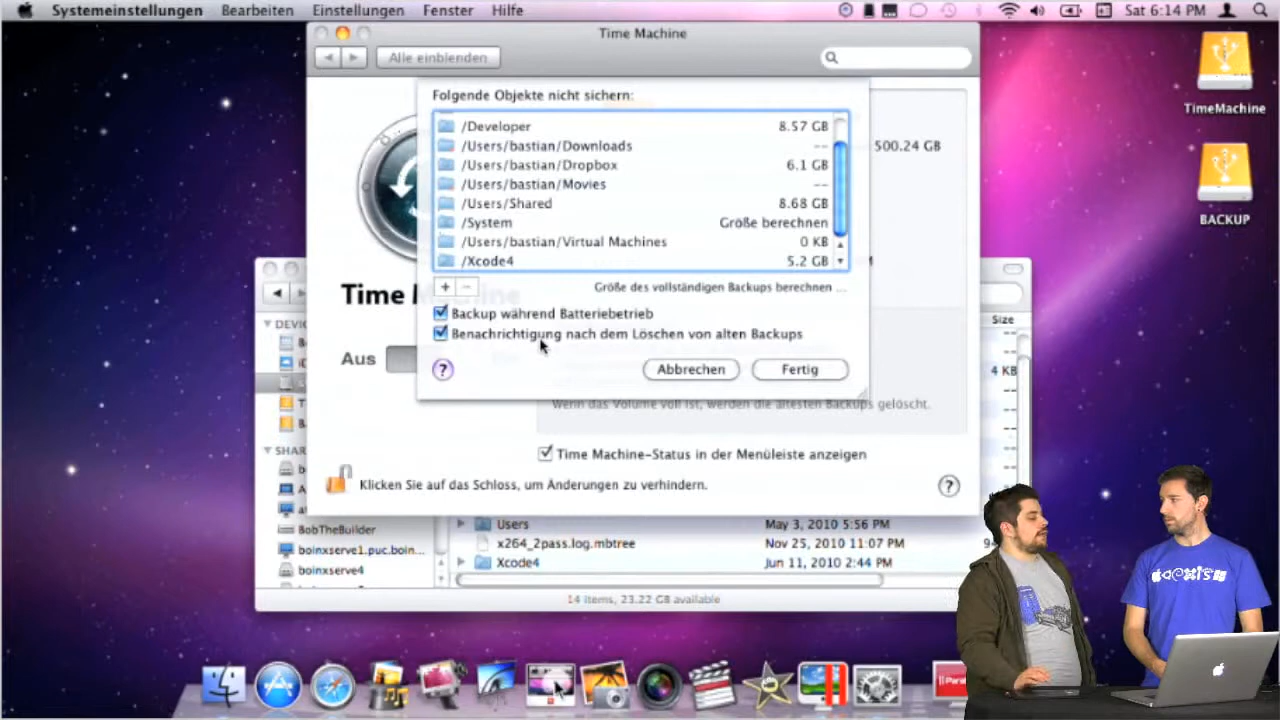 Systemeinstellungen Bearbeiten Einstellungen Fenster Hilfe Sat 6:14 PM
Time Machine
Alle einblenden
TimeMachine
BACKUP
Folgende Objekte nicht sichern:
/Developer 8.57 GB
/Users/bastian/Downloads --
/Users/bastian/Dropbox 6.1 GB
/Users/bastian/Movies --
/Users/Shared 8.68 GB
/System Größe berechnen
/Users/bastian/Virtual Machines 0 KB
/Xcode4 5.2 GB
500.24 GB
+ - Größe des vollständigen Backups berechnen ...
Backup während Batteriebetrieb
Benachrichtigung nach dem Löschen von alten Backups
? Abbrechen Fertig
Time Machine
Aus
Wenn das Volume voll ist, werden die ältesten Backups gelöscht.
Time Machine-Status in der Menüleiste anzeigen
Klicken Sie auf das Schloss, um Änderungen zu verhindern. ?
Size
4 KB
DEVIC
SHAR
BobTheBuilder
boinxserve1.puc.boin...
boinxserve4
Users May 3, 2010 5:56 PM
x264_2pass.log.mbtree Nov 25, 2010 11:07 PM
Xcode4 Jun 11, 2010 2:44 PM
14 items, 23.22 GB available